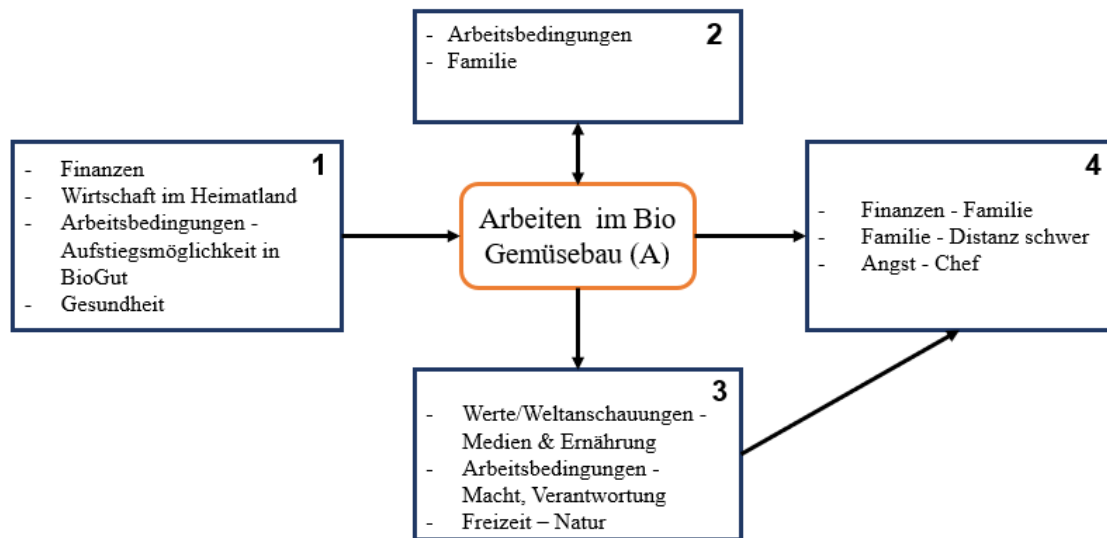 2
- Arbeitsbedingungen
- Familie
1
- Finanzen
- Wirtschaft im Heimatland
- Arbeitsbedingungen -
Aufstiegsmöglichkeit in
BioGut
- Gesundheit
Arbeiten im Bio
Gemüsebau (A)
4
- Finanzen - Familie
- Familie - Distanz schwer
- Angst - Chef
3
- Werte/Weltanschauungen -
Medien & Ernährung
- Arbeitsbedingungen -
Macht, Verantwortung
- Freizeit – Natur